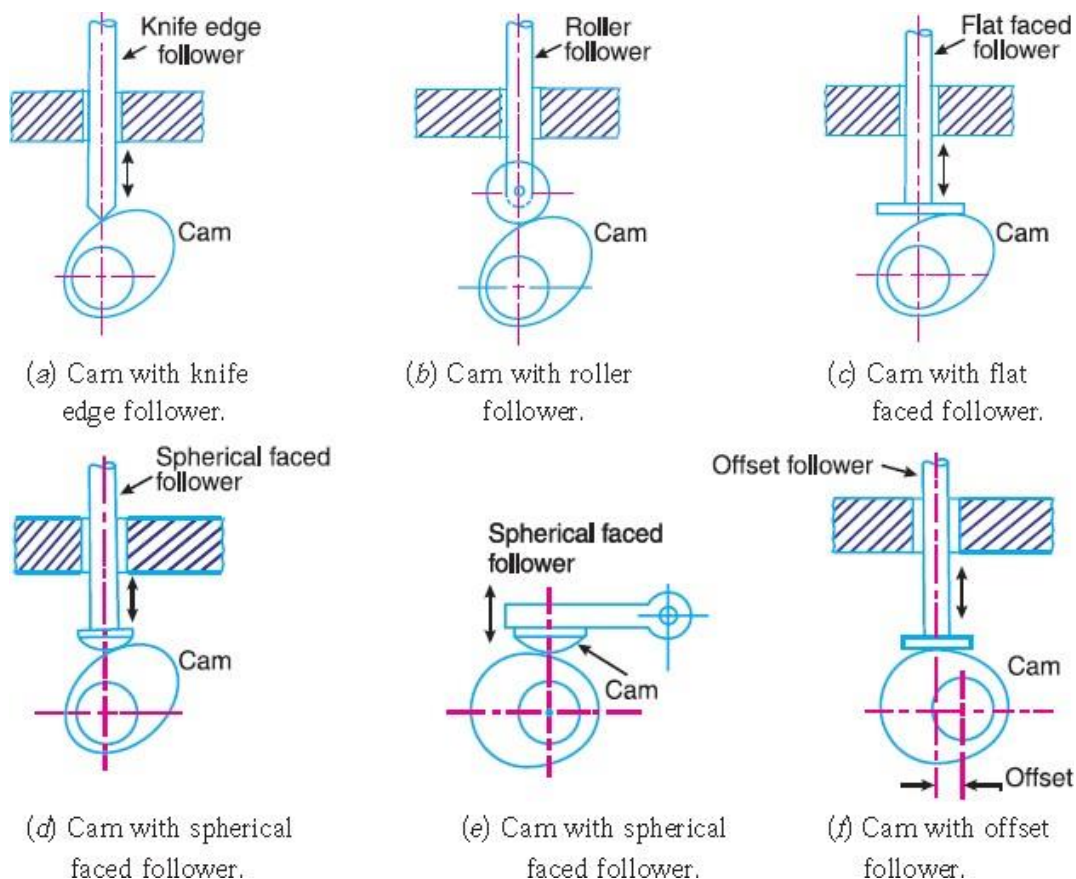 Knife edge
follower
Cam
(a) Cam with knife
edge follower.
Roller
follower
Cam
(b) Cam with roller
follower.
Flat faced
follower
Cam
(c) Cam with flat
faced follower.
Spherical faced
follower
Cam
(d) Cam with spherical
faced follower.
Spherical faced
follower
Cam
(e) Cam with spherical
faced follower.
Offset follower
Cam
Offset
(f) Cam with offset
follower.